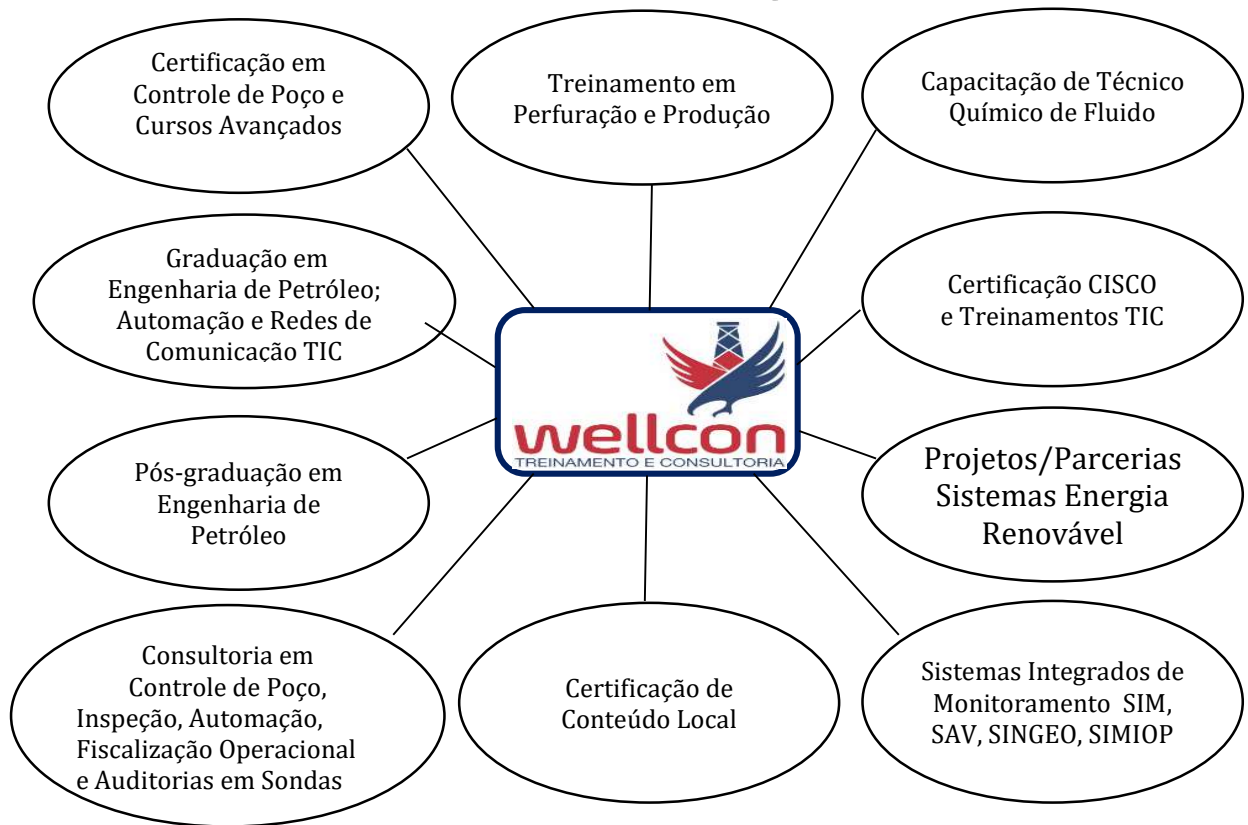 Certificação em
Controle de Poço e
Cursos Avançados
Treinamento em
Perfuração e Produção
Capacitação de Técnico
Químico de Fluido
Graduação em
Engenharia de Petróleo;
Automação e Redes de
Comunicação TIC
Certificação CISCO
e Treinamentos TIC
wellcon
TREINAMENTO E CONSULTORIA
Pós-graduação em
Engenharia de
Petróleo
Projetos/Parcerias
Sistemas Energia
Renovável
Consultoria em
Controle de Poço,
Inspeção, Automação,
Fiscalização Operacional
e Auditorias em Sondas
Certificação de
Conteúdo Local
Sistemas Integrados de
Monitoramento SIM,
SAV, SINGEO, SIMIOP